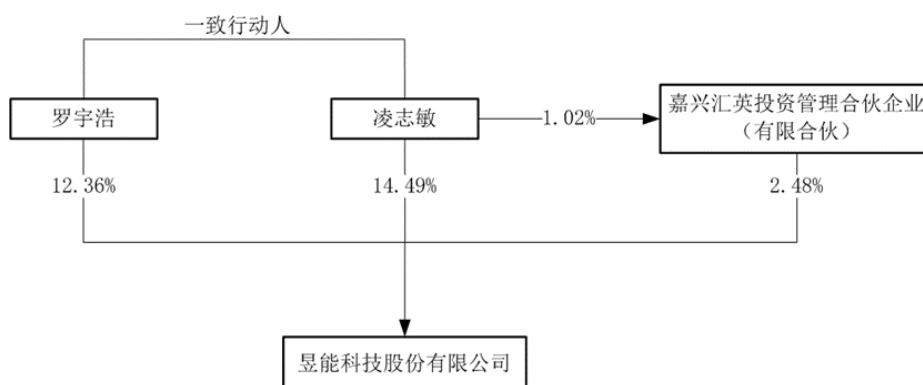 一致行动人
罗宇浩
凌志敏
1.02%
嘉兴汇英投资管理合伙企业
（有限合伙）
12.36%
14.49%
2.48%
昱能科技股份有限公司